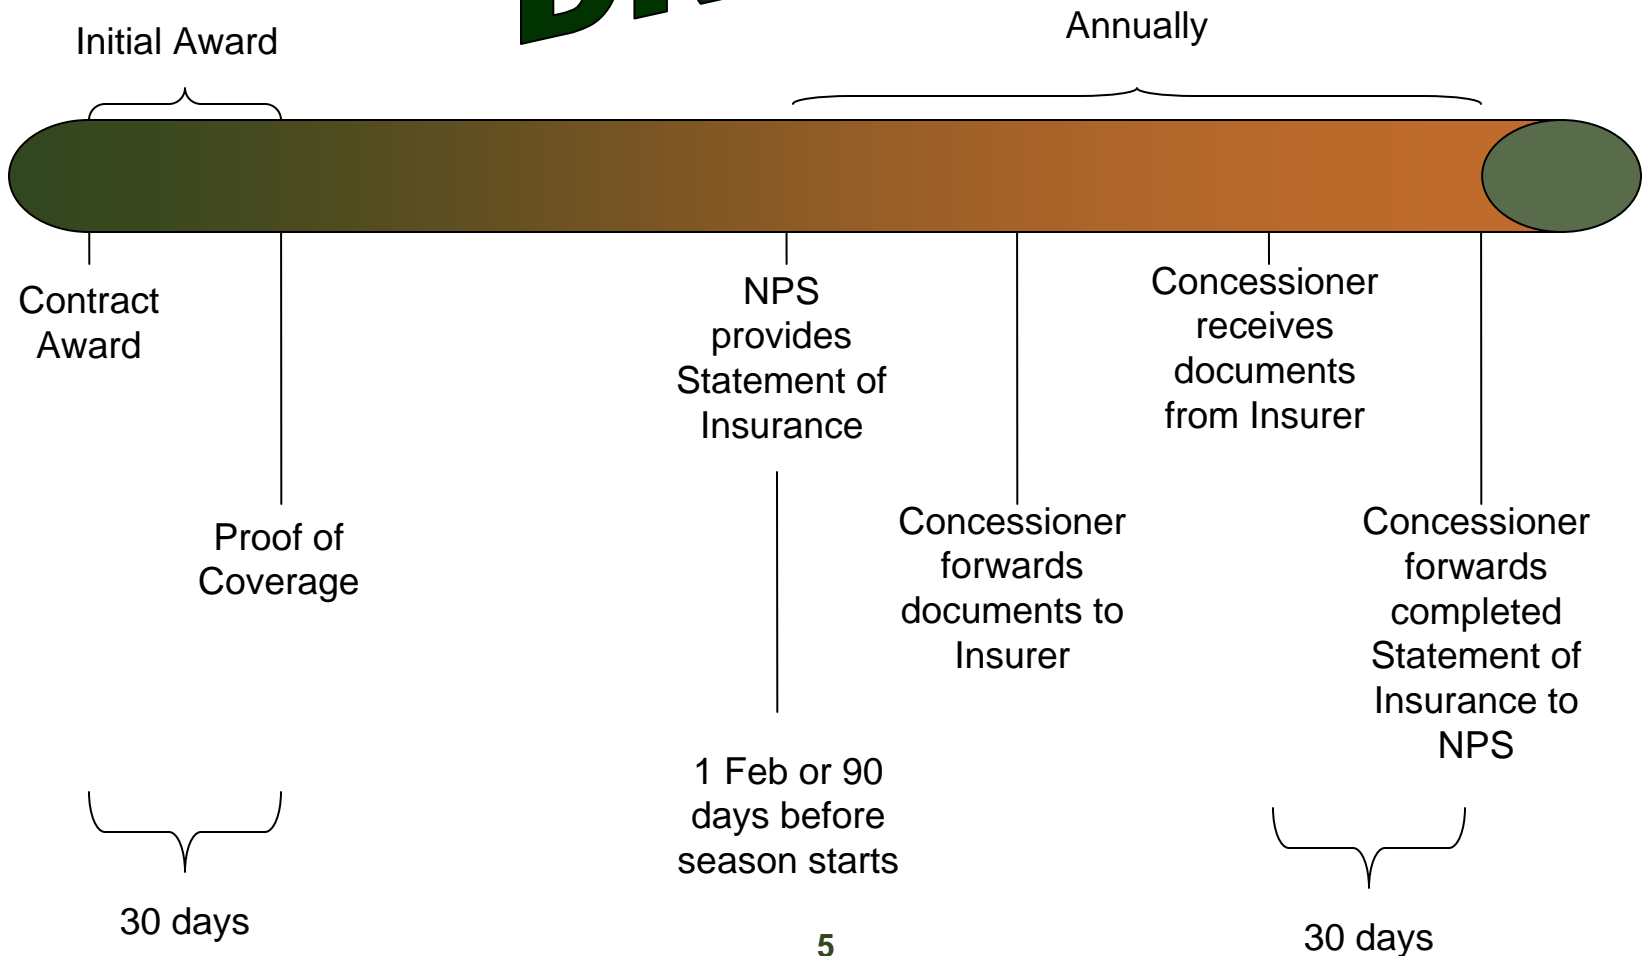 Initial Award
Annually
Contract
Award
Proof of
Coverage
NPS
provides
Statement of
Insurance
1 Feb or 90
days before
season starts
Concessioner
forwards
documents to
Insurer
Concessioner
receives
documents
from Insurer
Concessioner
forwards
completed
Statement of
Insurance to
NPS
30 days
30 days
5